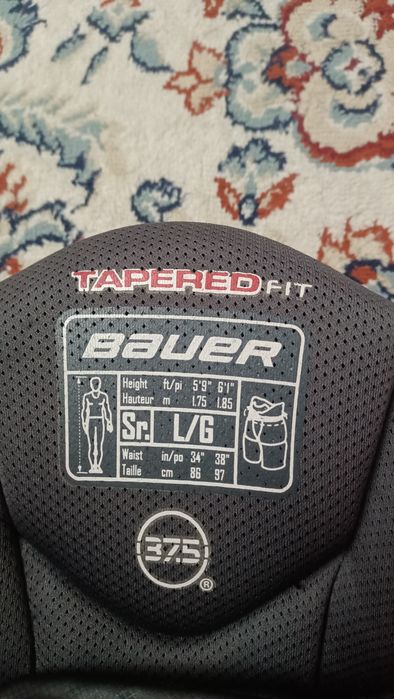 TAPERED FIT
BAUER
Height ft/pi 5'9" 6'1"
Hauteur m 1.75 1.85
Sr. L/G
Waist in/po 34" 38"
Taille cm 86 97
37.5
®